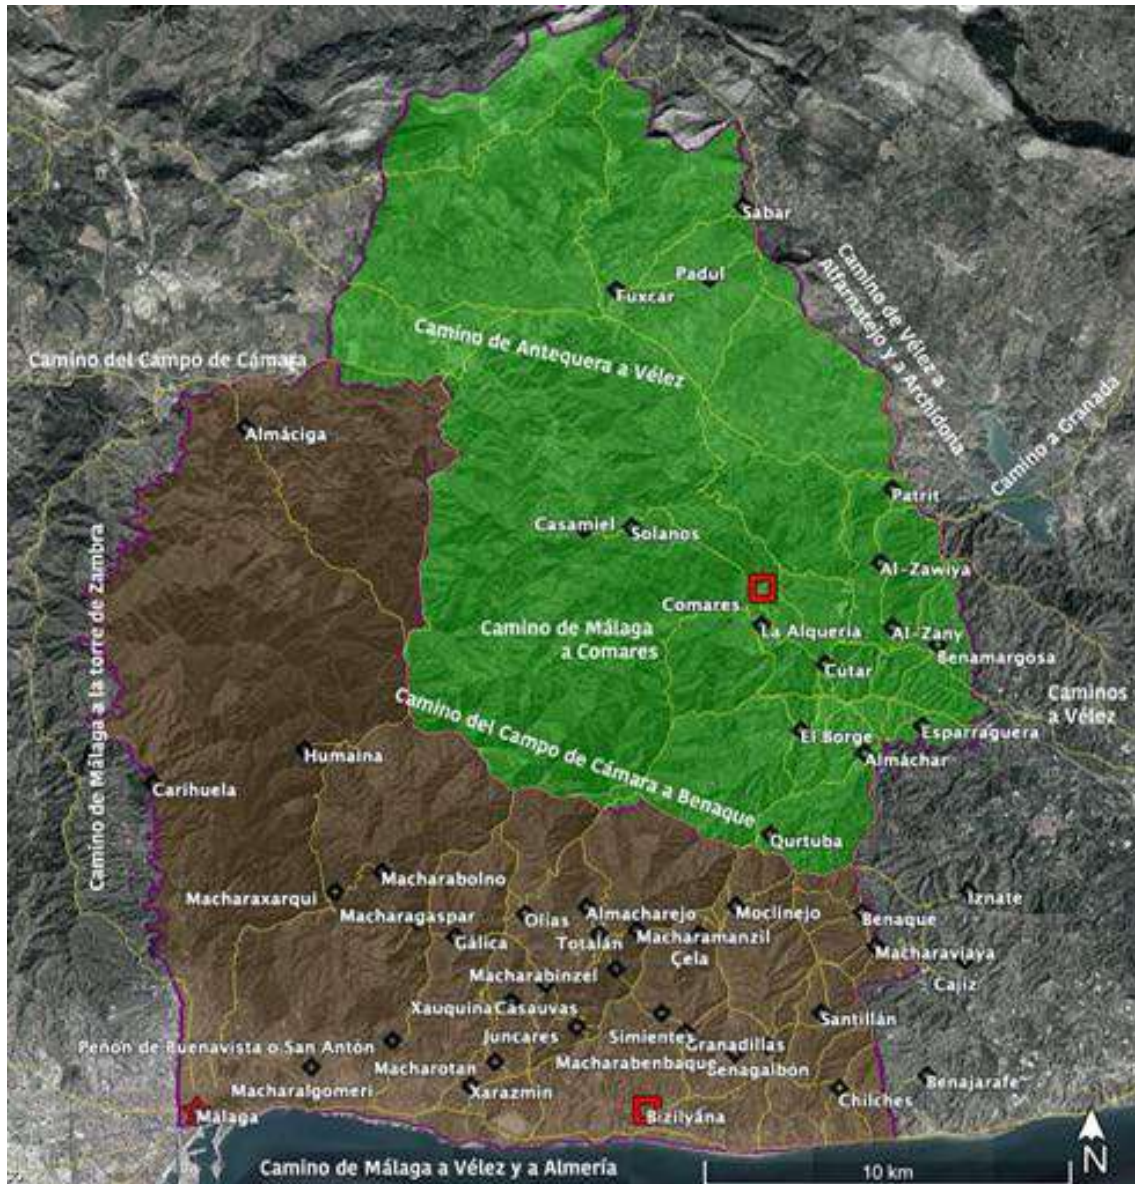 Sabar
Padul
Fuxcar
Camino de Vélez a
Alfarnatejo y a Archidona
Camino de Antequera a Vélez
Camino del Campo de Cámara
Camino a Granada
Almáciga
Patrit
Casamiel
Solanos
Al-Zawiya
Comares
La Alquería
Camino de Málaga
a Comares
Al-Zany
Benamargosa
Cútar
Camino de Málaga a la torre de Zambra
Caminos
a Vélez
Camino del Campo de Cámara a Benaque
El Borge
Esparraguera
Almáchar
Humaina
Carihuela
Qurtuba
Macharabolno
Macharaxarqui
Macharagaspar
Olías
Almacharejo
Moclinejo
Benaque
Iznate
Gálica
Totalán
Macharamanzil
Çela
Macharaviaya
Cajiz
Macharabinzel
Xauquina
Casauvas
Santillán
Juncares
Simientes
Granadillas
Peñón de Buenavista o San Antón
Macharotan
Macharabenbaque
Benagalbón
Macharalgomeri
Xarazmín
Chilches
Benajarafe
Málaga
Bizilyâna
Camino de Málaga a Vélez y a Almería
10 km
N